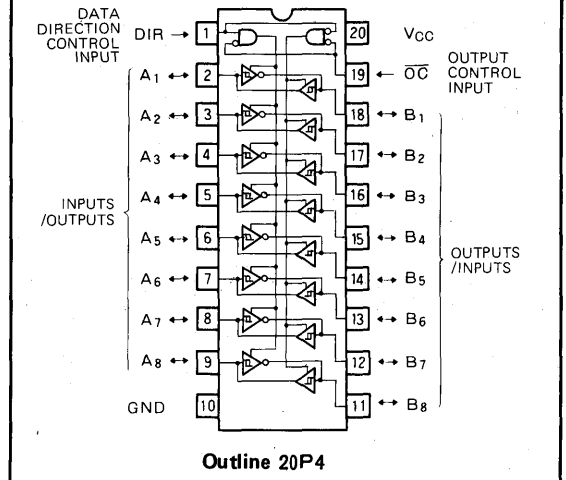 DATA
DIRECTION
CONTROL
INPUT
DIR → 1
20 VCC
A1 ↔ 2
19 ← OC
OUTPUT
CONTROL
INPUT
A2 ↔ 3
18 ↔ B1
A3 ↔ 4
17 ↔ B2
A4 ↔ 5
16 ↔ B3
INPUTS
/OUTPUTS
A5 ↔ 6
15 ↔ B4
OUTPUTS
/INPUTS
A6 ↔ 7
14 ↔ B5
A7 ↔ 8
13 ↔ B6
A8 ↔ 9
12 ↔ B7
GND 10
11 ↔ B8
Outline 20P4